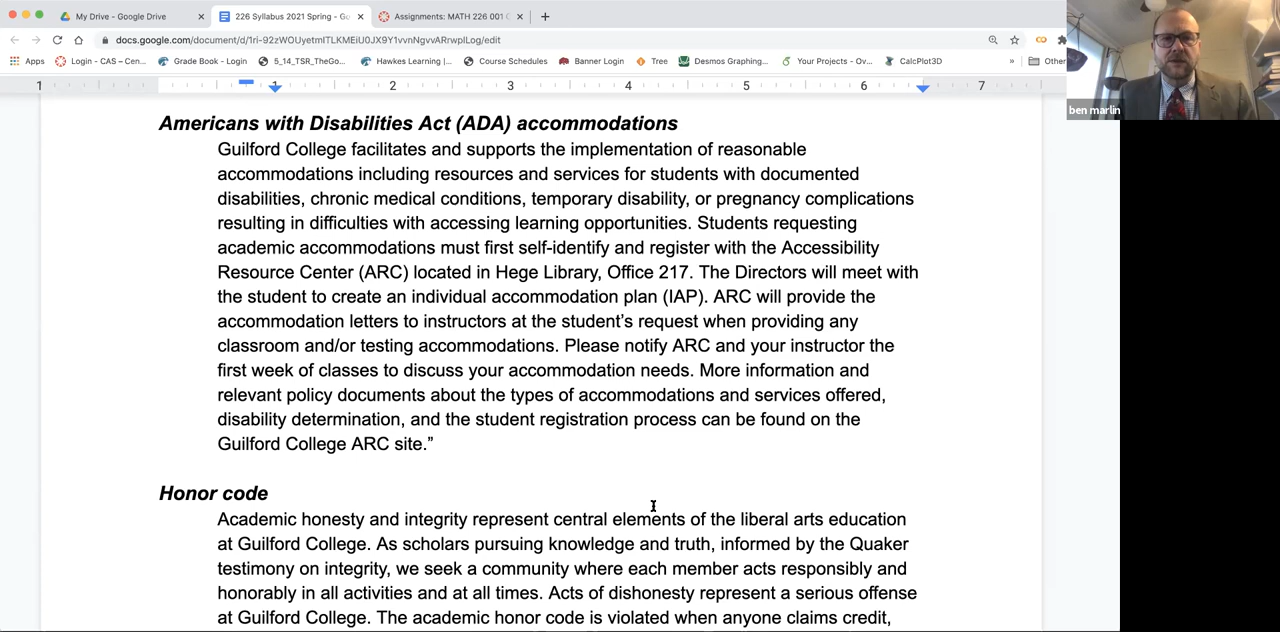 My Drive - Google Drive
226 Syllabus 2021 Spring - Go
Assignments: MATH 226 001 C
docs.google.com/document/d/1ri-92zWOUyetmITLKMEiU0JX9Y1vvnNgvvARrwplLog/edit
Apps Login - CAS – Cen... Grade Book - Login 5_14_TSR_TheGo... Hawkes Learning |... Course Schedules Banner Login Tree Desmos Graphing... Your Projects - Ov... CalcPlot3D » Other
1 1 2 3 4 5 6 7
ben marlin
Americans with Disabilities Act (ADA) accommodations
Guilford College facilitates and supports the implementation of reasonable
accommodations including resources and services for students with documented
disabilities, chronic medical conditions, temporary disability, or pregnancy complications
resulting in difficulties with accessing learning opportunities. Students requesting
academic accommodations must first self-identify and register with the Accessibility
Resource Center (ARC) located in Hege Library, Office 217. The Directors will meet with
the student to create an individual accommodation plan (IAP). ARC will provide the
accommodation letters to instructors at the student’s request when providing any
classroom and/or testing accommodations. Please notify ARC and your instructor the
first week of classes to discuss your accommodation needs. More information and
relevant policy documents about the types of accommodations and services offered,
disability determination, and the student registration process can be found on the
Guilford College ARC site.”
Honor code
Academic honesty and integrity represent central elements of the liberal arts education
at Guilford College. As scholars pursuing knowledge and truth, informed by the Quaker
testimony on integrity, we seek a community where each member acts responsibly and
honorably in all activities and at all times. Acts of dishonesty represent a serious offense
at Guilford College. The academic honor code is violated when anyone claims credit,